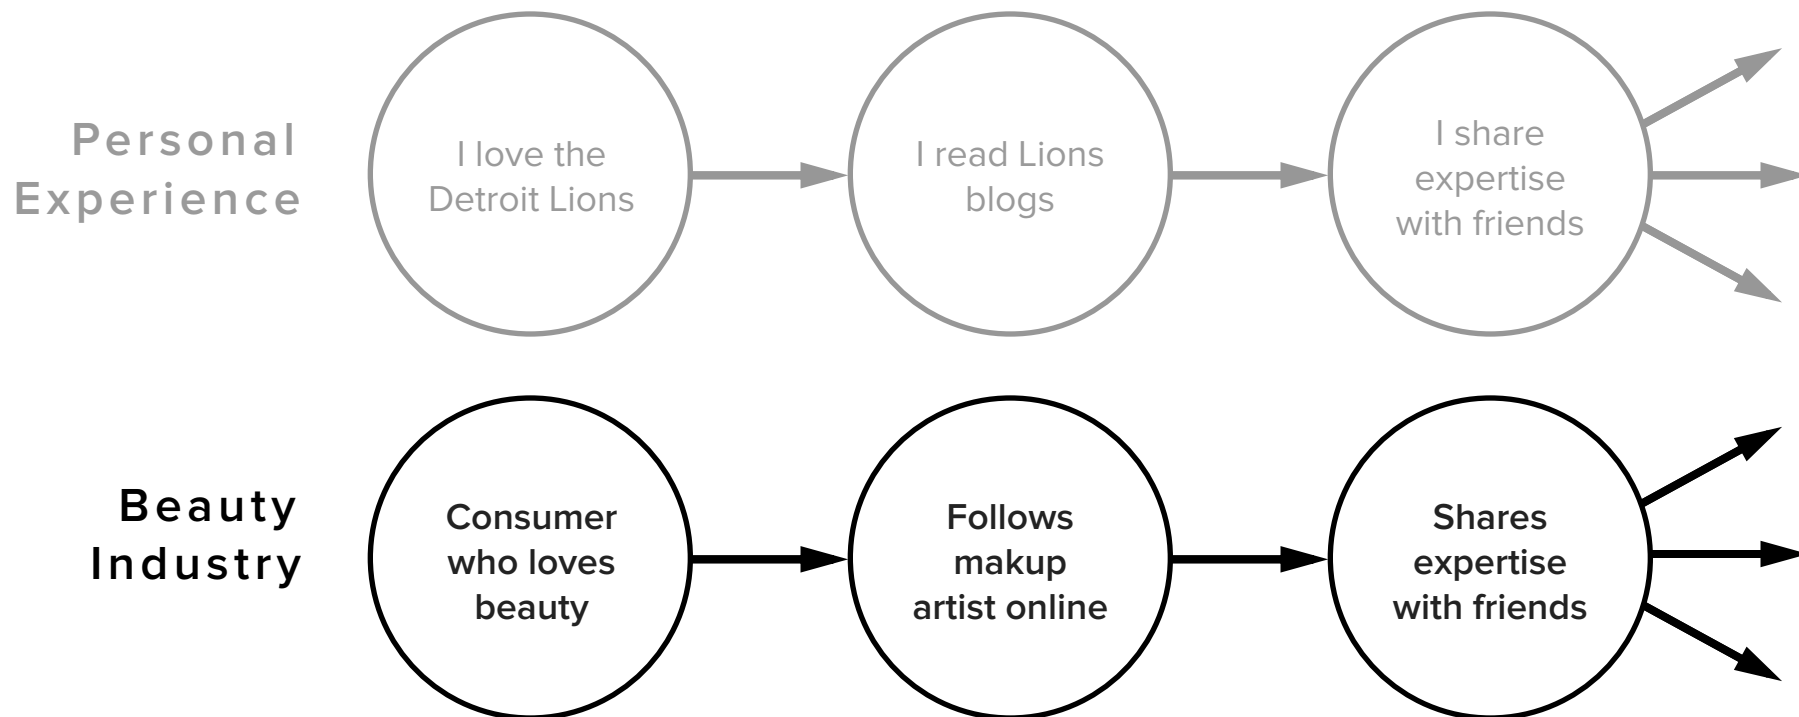 Personal
Experience
I love the
Detroit Lions
I read Lions
blogs
I share
expertise
with friends
Beauty
Industry
Consumer
who loves
beauty
Follows
makup
artist online
Shares
expertise
with friends